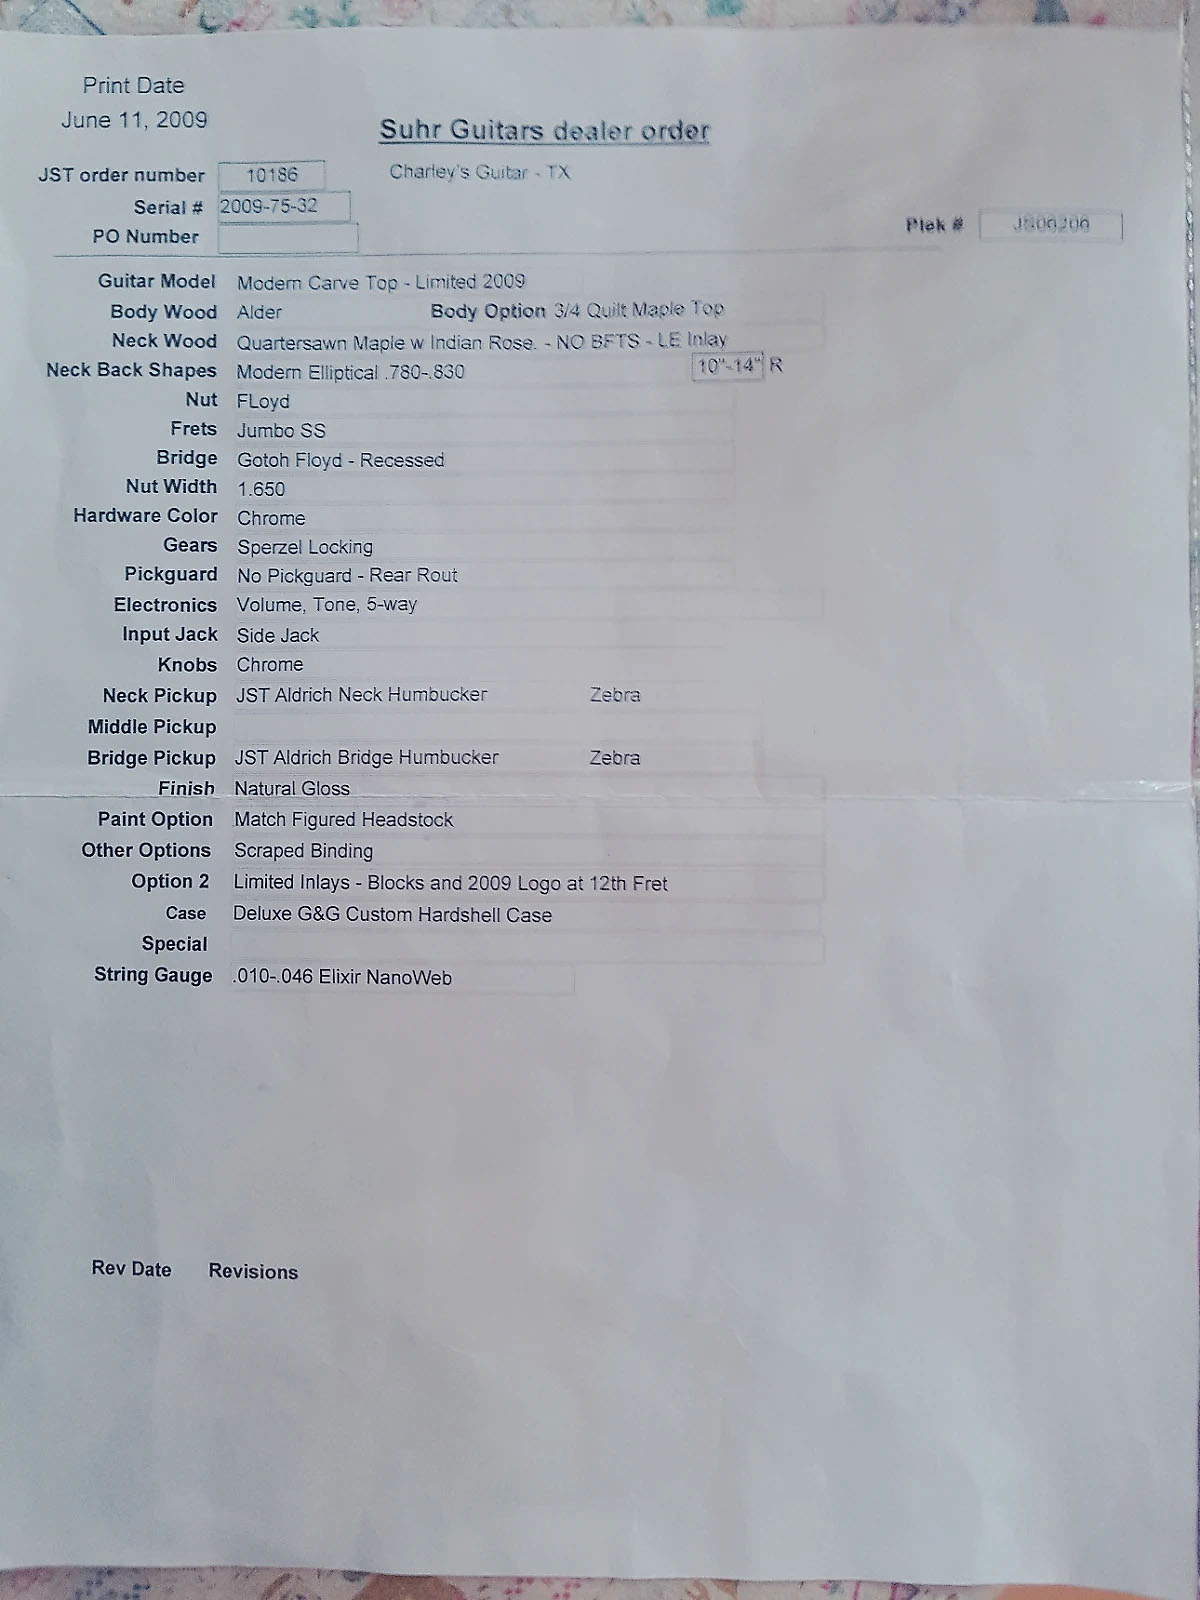 Print Date
June 11, 2009
Suhr Guitars dealer order
JST order number 10186 Charley's Guitar - TX
Serial # 2009-75-32
PO Number
Plek #
Guitar Model Modern Carve Top - Limited 2009
Body Wood Alder Body Option 3/4 Quilt Maple Top
Neck Wood Quartersawn Maple w Indian Rose. - NO BFTS - LE Inlay
Neck Back Shapes Modern Elliptical .780-.830 10"-14" R
Nut FLoyd
Frets Jumbo SS
Bridge Gotoh Floyd - Recessed
Nut Width 1.650
Hardware Color Chrome
Gears Sperzel Locking
Pickguard No Pickguard - Rear Rout
Electronics Volume, Tone, 5-way
Input Jack Side Jack
Knobs Chrome
Neck Pickup JST Aldrich Neck Humbucker Zebra
Middle Pickup
Bridge Pickup JST Aldrich Bridge Humbucker Zebra
Finish Natural Gloss
Paint Option Match Figured Headstock
Other Options Scraped Binding
Option 2 Limited Inlays - Blocks and 2009 Logo at 12th Fret
Case Deluxe G&G Custom Hardshell Case
Special
String Gauge .010-.046 Elixir NanoWeb
Rev Date Revisions